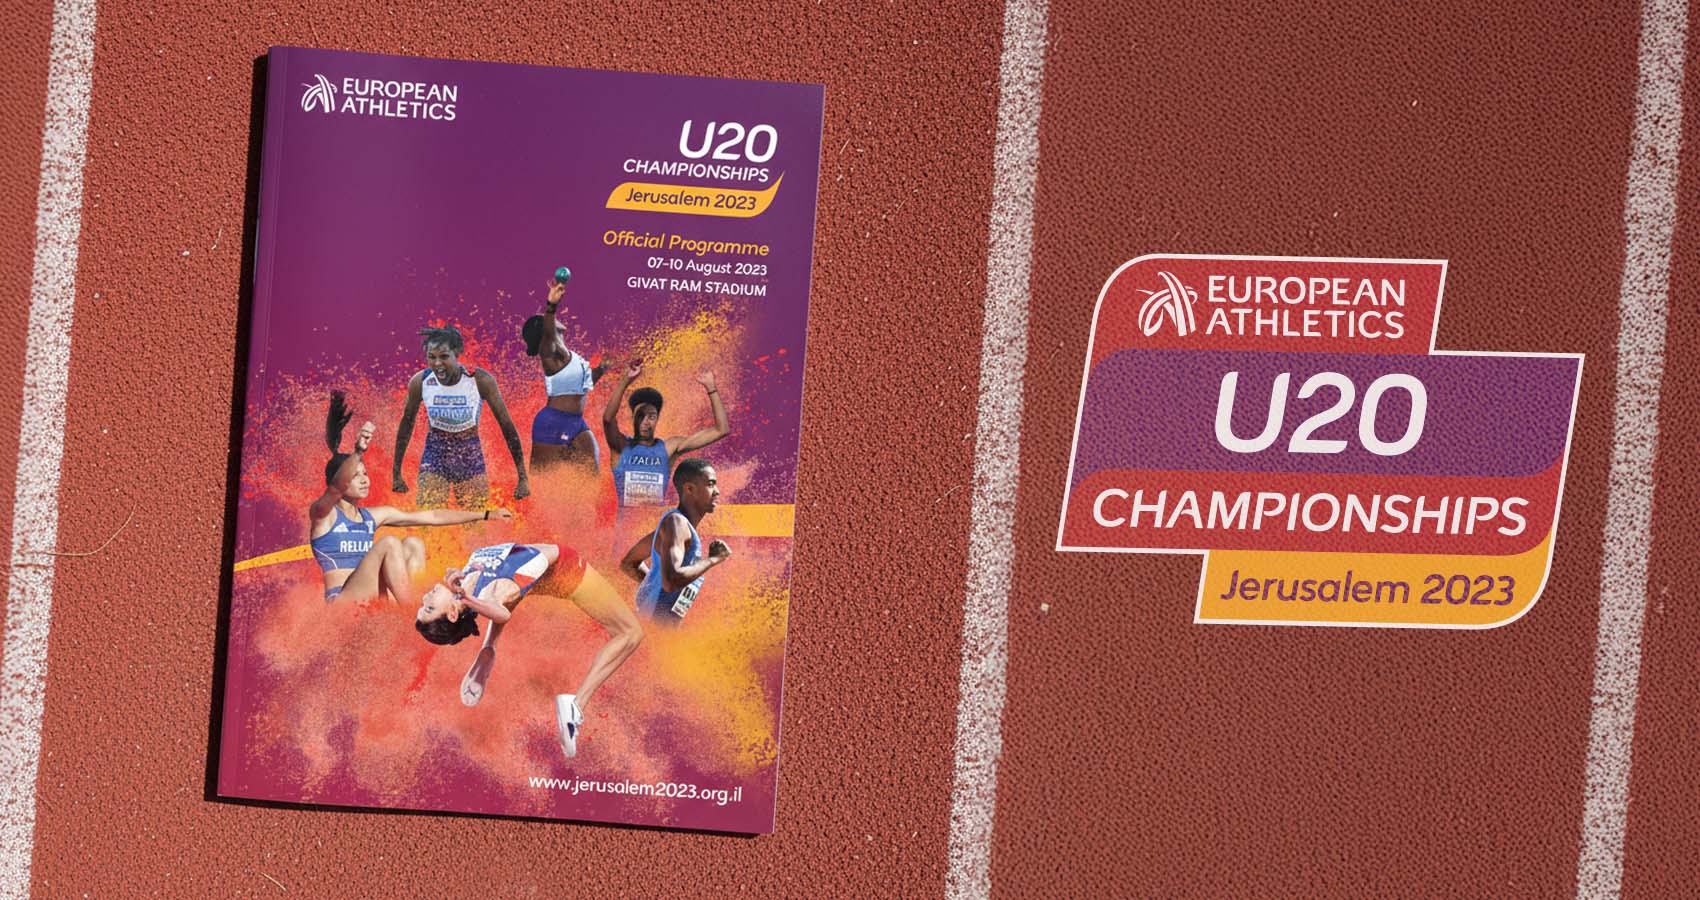 EUROPEAN
ATHLETICS
U20
CHAMPIONSHIPS
Jerusalem 2023
Official Programme
07-10 August 2023
GIVAT RAM STADIUM
ITALIA
www.jerusalem2023.org.il
EUROPEAN
ATHLETICS
U20
CHAMPIONSHIPS
Jerusalem 2023